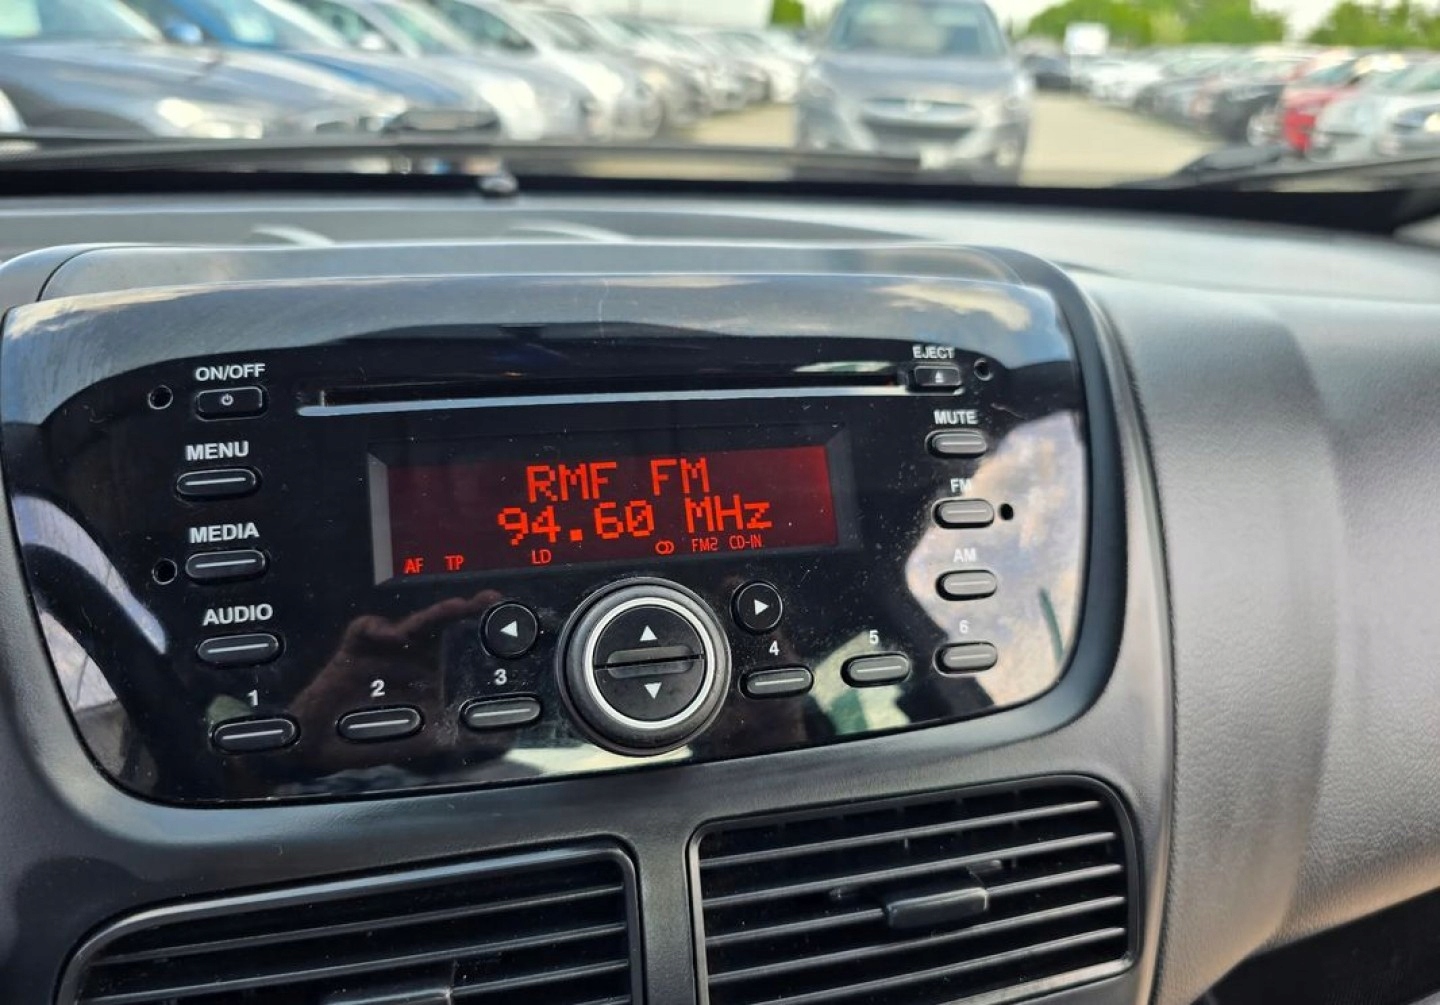 ON/OFF
EJECT
MENU
MUTE
MEDIA
FM
AUDIO
AM
RMF FM
94.60 MHz
AF TP LD FM2 CD-IN
1 2 3 4 5 6